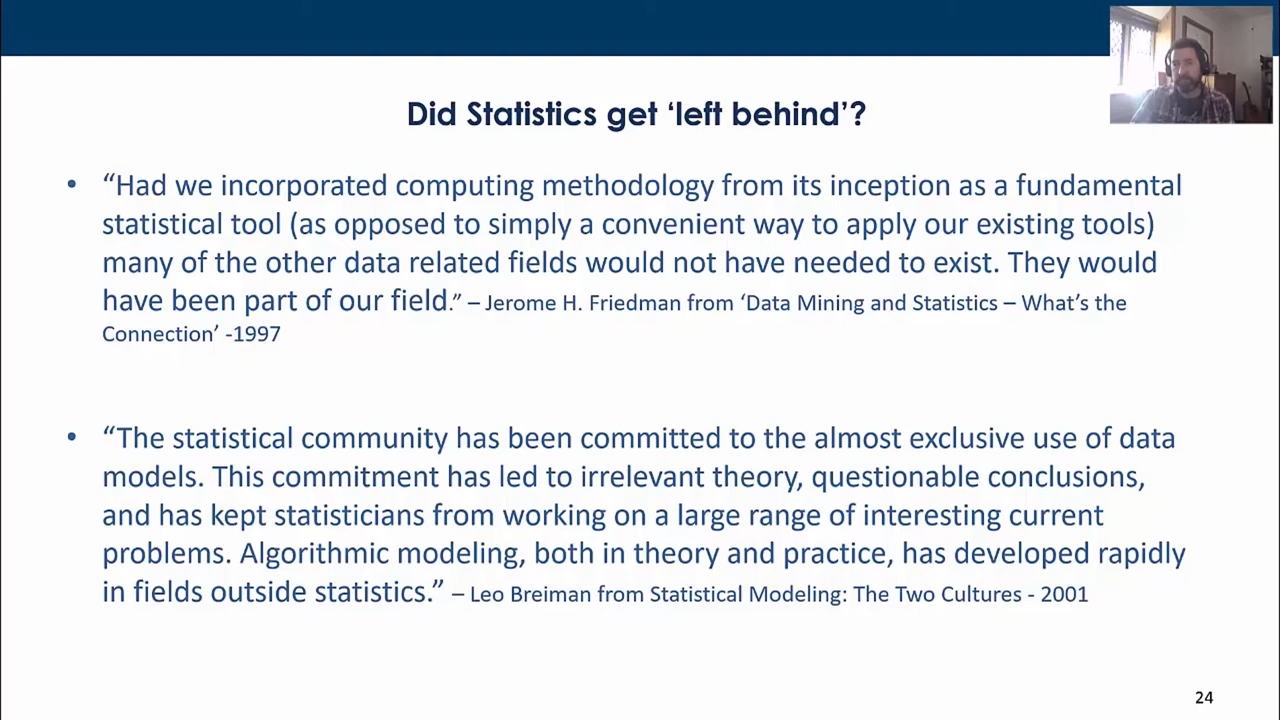 Did Statistics get ‘left behind’?
• “Had we incorporated computing methodology from its inception as a fundamental
statistical tool (as opposed to simply a convenient way to apply our existing tools)
many of the other data related fields would not have needed to exist. They would
have been part of our field.” – Jerome H. Friedman from ‘Data Mining and Statistics – What’s the
Connection’ -1997
• “The statistical community has been committed to the almost exclusive use of data
models. This commitment has led to irrelevant theory, questionable conclusions,
and has kept statisticians from working on a large range of interesting current
problems. Algorithmic modeling, both in theory and practice, has developed rapidly
in fields outside statistics.” – Leo Breiman from Statistical Modeling: The Two Cultures - 2001
24